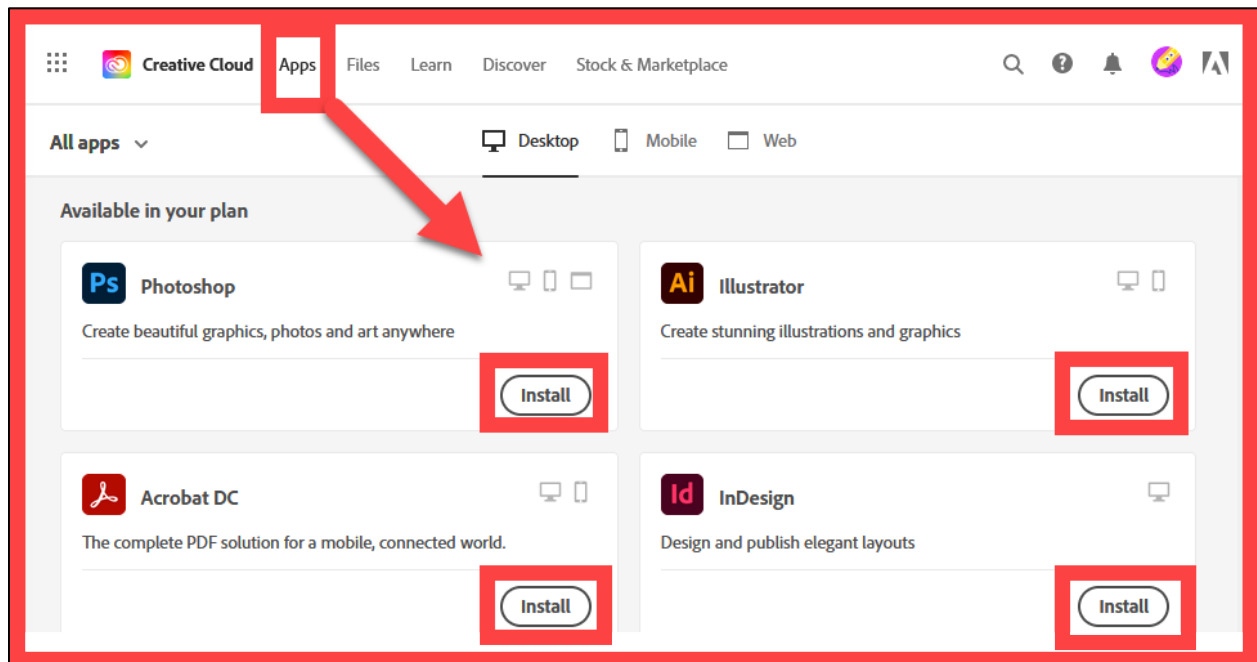 Creative Cloud Apps Files Learn Discover Stock & Marketplace ?
All apps Desktop Mobile Web
Available in your plan
Ps Photoshop
Create beautiful graphics, photos and art anywhere
Install
Ai Illustrator
Create stunning illustrations and graphics
Install
Acrobat DC
The complete PDF solution for a mobile, connected world.
Install
Id InDesign
Design and publish elegant layouts
Install